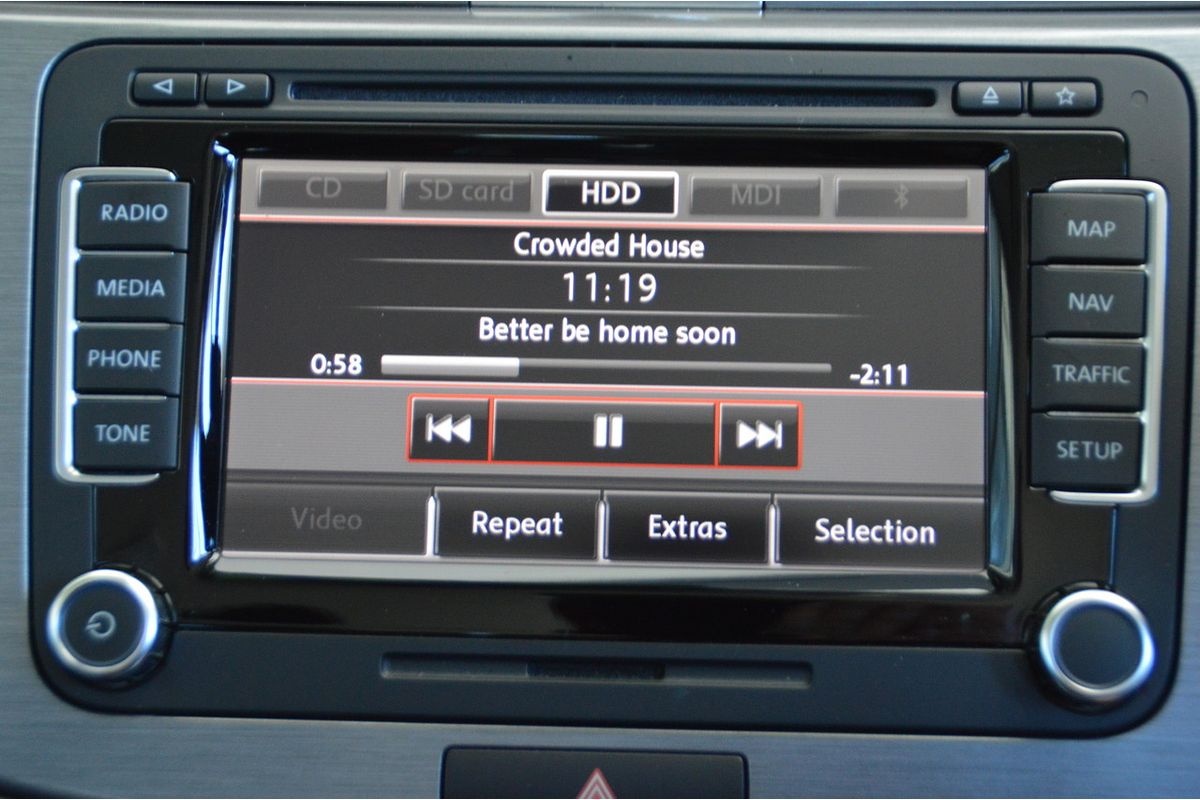 CD SD card HDD MDI
RADIO
MEDIA
PHONE
TONE
Crowded House
11:19
Better be home soon
0:58 -2:11
Video Repeat Extras Selection
MAP
NAV
TRAFFIC
SETUP